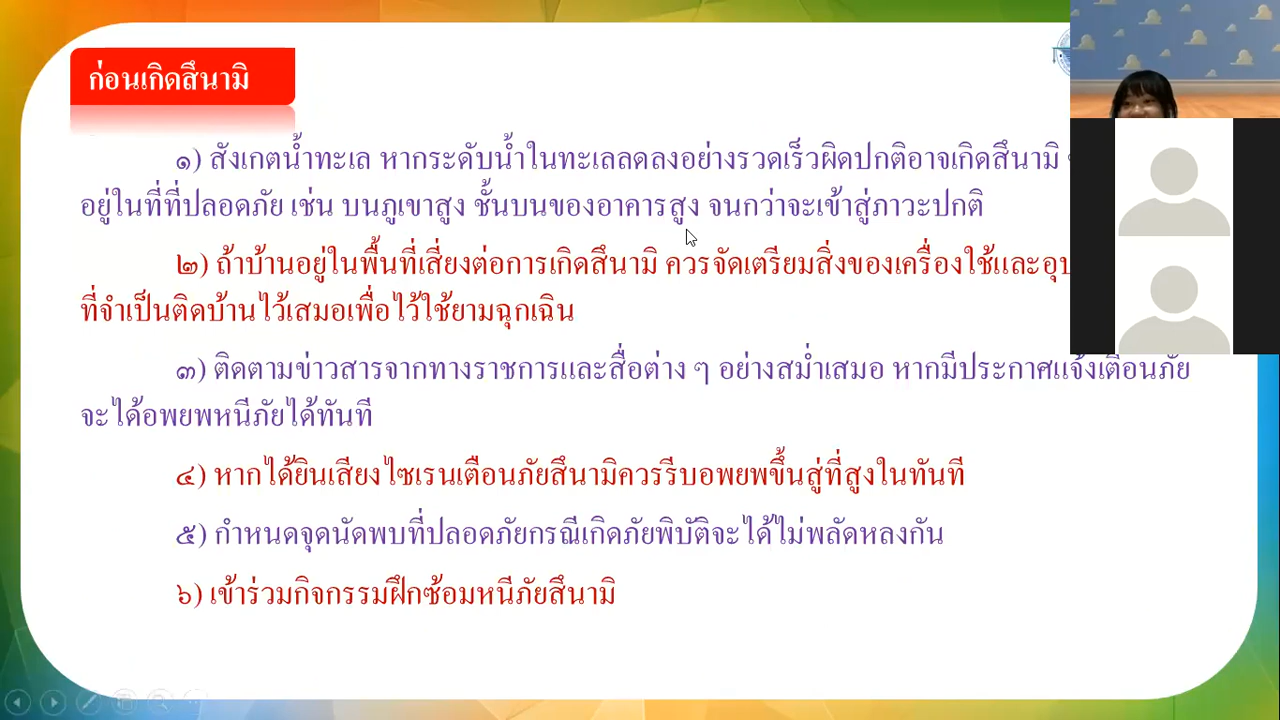 ก่อนเกิดสึนามิ
๑) สังเกตน้ำทะเล หากระดับน้ำในทะเลลดลงอย่างรวดเร็วผิดปกติอาจเกิดสึนามิ
อยู่ในที่ที่ปลอดภัย เช่น บนภูเขาสูง ชั้นบนของอาคารสูง จนกว่าจะเข้าสู่ภาวะปกติ
๒) ถ้าบ้านอยู่ในพื้นที่เสี่ยงต่อการเกิดสึนามิ ควรจัดเตรียมสิ่งของเครื่องใช้และ
ที่จำเป็นติดบ้านไว้เสมอเพื่อไว้ใช้ยามฉุกเฉิน
๓) ติดตามข่าวสารจากทางราชการและสื่อต่าง ๆ อย่างสม่ำเสมอ หากมีประกาศแจ้งเตือนภัย
จะได้อพยพหนีภัยได้ทันที
๔) หากได้ยินเสียงไซเรนเตือนภัยสึนามิควรรีบอพยพขึ้นสู่ที่สูงในทันที
๕) กำหนดจุดนัดพบที่ปลอดภัยกรณีเกิดภัยพิบัติจะได้ไม่พลัดหลงกัน
๖) เข้าร่วมกิจกรรมฝึกซ้อมหนีภัยสึนามิ